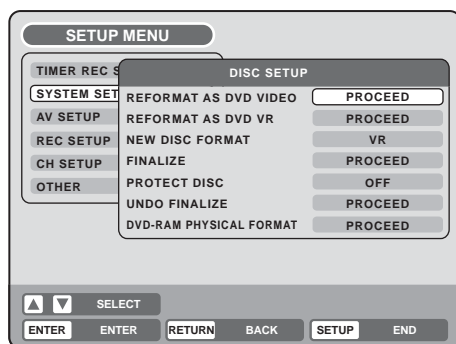 SETUP MENU
TIMER REC S
SYSTEM SET
AV SETUP
REC SETUP
CH SETUP
OTHER
DISC SETUP
REFORMAT AS DVD VIDEO PROCEED
REFORMAT AS DVD VR PROCEED
NEW DISC FORMAT VR
FINALIZE PROCEED
PROTECT DISC OFF
UNDO FINALIZE PROCEED
DVD-RAM PHYSICAL FORMAT PROCEED
SELECT
ENTER ENTER RETURN BACK SETUP END